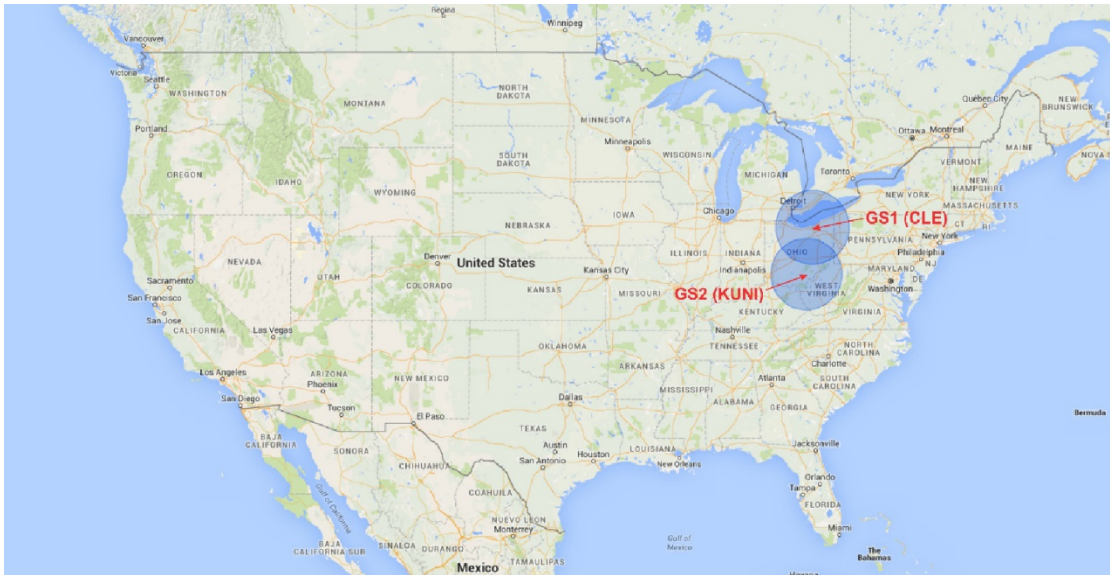 Regina
Winnipeg
Vancouver
Victoria
Seattle
WASHINGTON
MONTANA
NORTH
DAKOTA
MINNESOTA
Québec City
NEW
BRUNSWICK
Portland
Minneapolis
Ottawa
Montreal
MAINE
NOVA S
OREGON
IDAHO
SOUTH
DAKOTA
WISCONSIN
MICHIGAN
Toronto
VERMONT
NEW
HAMPSHIRE
WYOMING
Detroit
NEW YORK
MASSACHUSETTS
Chicago
GS1 (CLE)
CT
RI
NEBRASKA
IOWA
PENNSYLVANIA
New York
NEVADA
UTAH
Denver
United States
ILLINOIS
INDIANA
OHIO
Philadelphia
NJ
Indianapolis
Kansas City
MARYLAND
DE
Sacramento
San Francisco
San Jose
COLORADO
KANSAS
MISSOURI
GS2 (KUNI)
WEST
VIRGINIA
Washington
KENTUCKY
VIRGINIA
CALIFORNIA
Las Vegas
Nashville
TENNESSEE
OKLAHOMA
ARKANSAS
NORTH
CAROLINA
Charlotte
Los Angeles
ARIZONA
Phoenix
NEW MEXICO
Atlanta
SOUTH
CAROLINA
MISSISSIPPI
San Diego
Tucson
Dallas
ALABAMA
GEORGIA
El Paso
Bermuda
BAJA
CALIFORNIA
TEXAS
SONORA
Austin
San Antonio
Houston
LOUISIANA
New Orleans
Jacksonville
CHIHUAHUA
Orlando
Tampa
FLORIDA
COAHUILA
Gulf of California
NUEVO LEON
Monterrey
Miami
BAJA
CALIFORNIA SUR
SINALOA
DURANGO
Gulf of
Mexico
The
Bahamas
Mexico
TAMAULIPAS